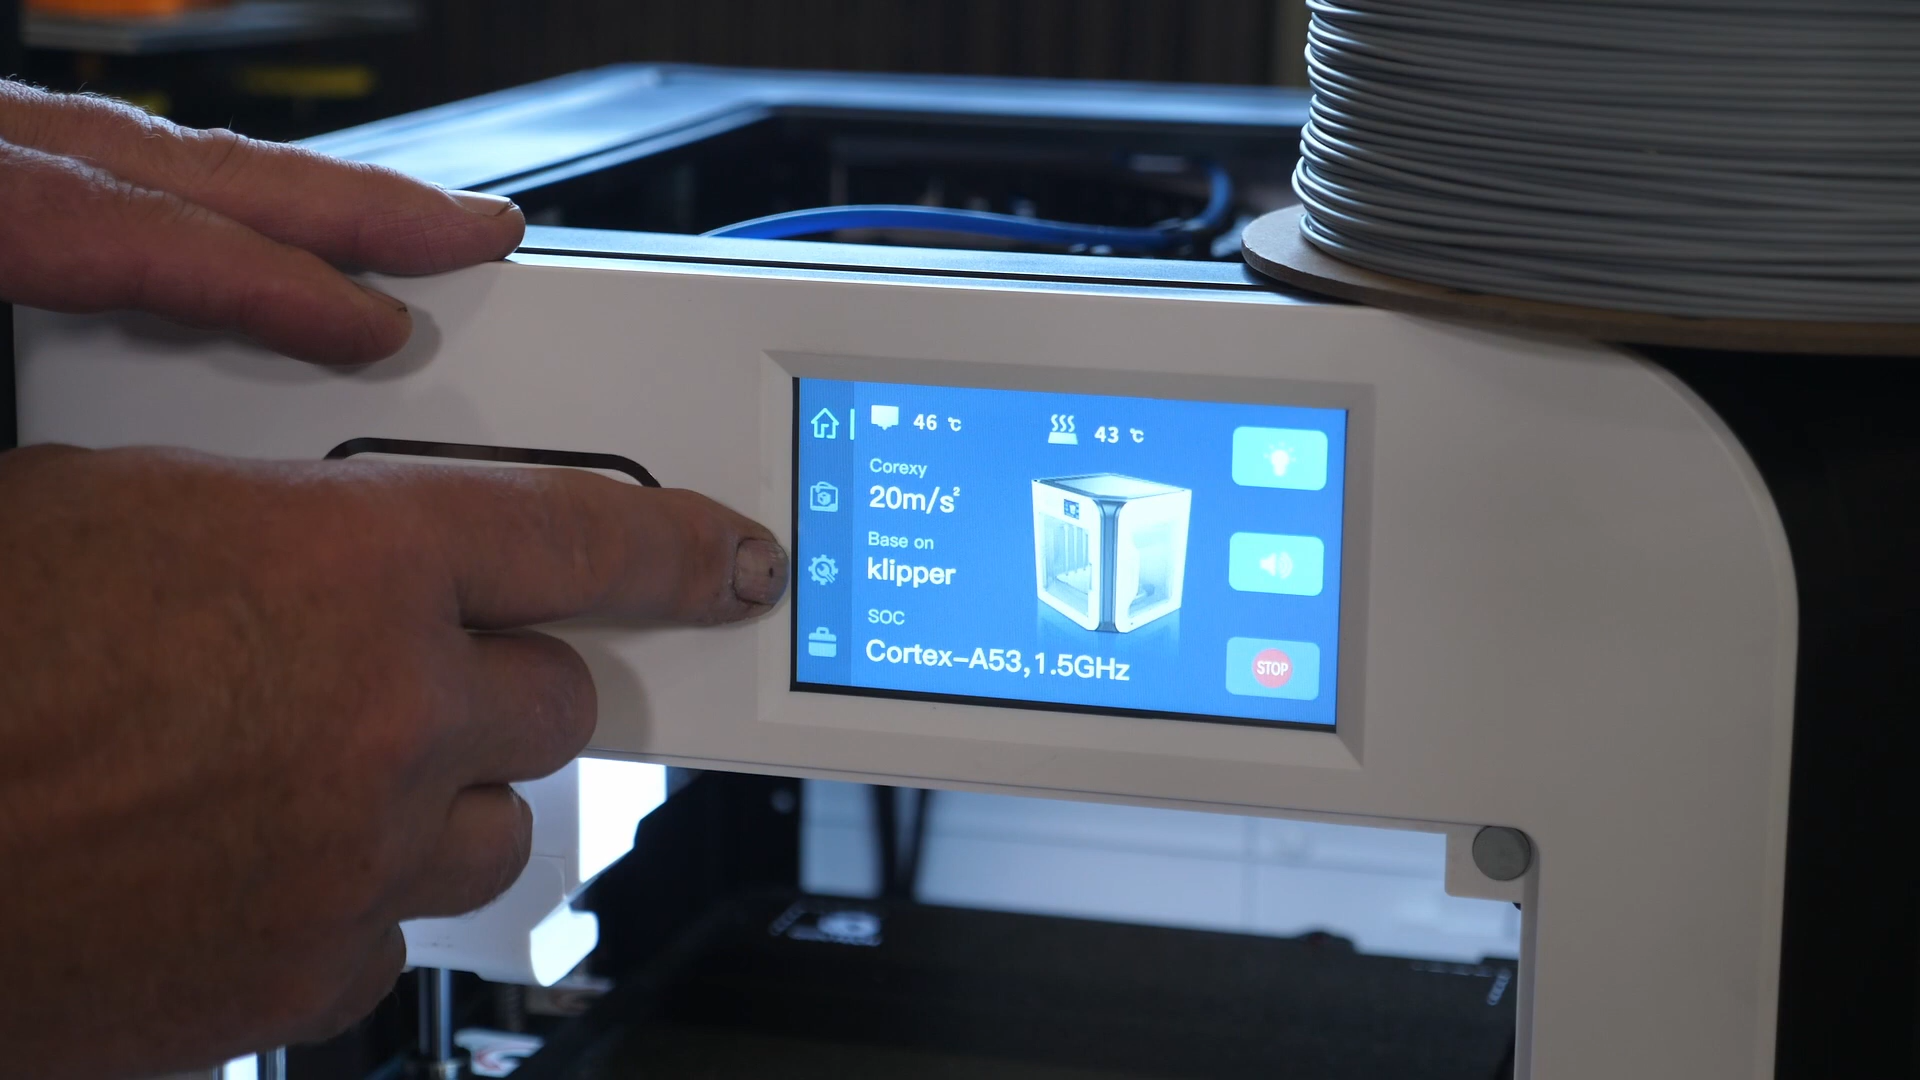 46 ℃
43 ℃
Corexy
20m/s²
Base on
klipper
SOC
Cortex-A53,1.5GHz
STOP